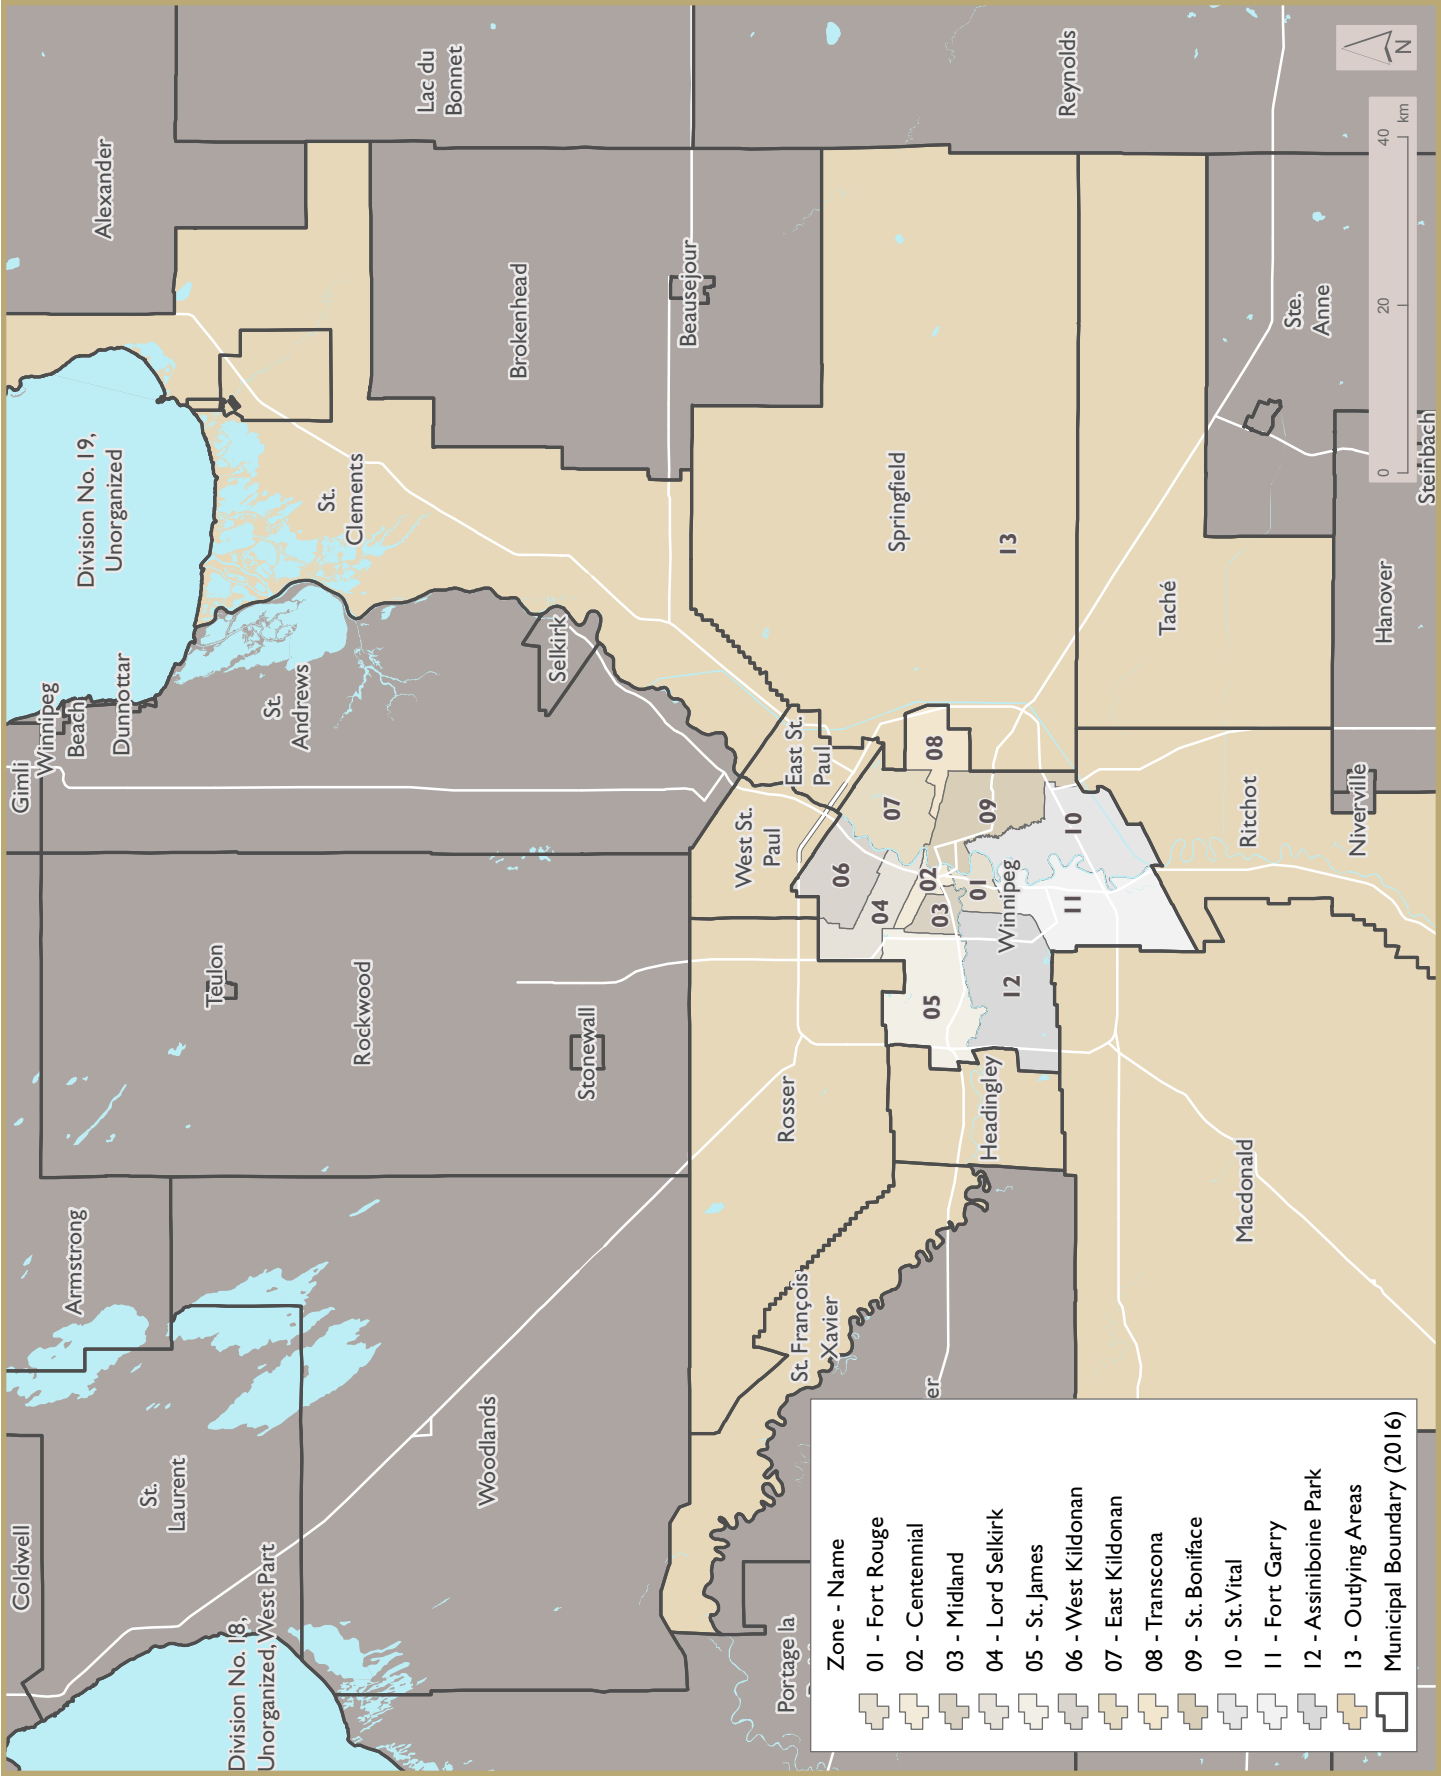 Division No. 18,
Unorganized, West Part
Coldwell
St.
Laurent
Armstrong
Woodlands
Gimli
Winnipeg
Beach
Dunnottar
Teulon
Rockwood
Stonewall
St.
Andrews
Selkirk
Division No. 19,
Unorganized
St.
Clements
Alexander
Lac du
Bonnet
Brokenhead
Beausejour
Reynolds
Portage la
St. François
Xavier
er
Rosser
Headingley
Macdonald
West St.
Paul
East St.
Paul
Winnipeg
06
07
08
04
02
03
01
09
05
12
10
11
Springfield
13
Taché
Ritchot
Niverville
Hanover
Ste.
Anne
Steinbach
Zone - Name
01 - Fort Rouge
02 - Centennial
03 - Midland
04 - Lord Selkirk
05 - St. James
06 - West Kildonan
07 - East Kildonan
08 - Transcona
09 - St. Boniface
10 - St. Vital
11 - Fort Garry
12 - Assiniboine Park
13 - Outlying Areas
Municipal Boundary (2016)
0 20 40 km
N